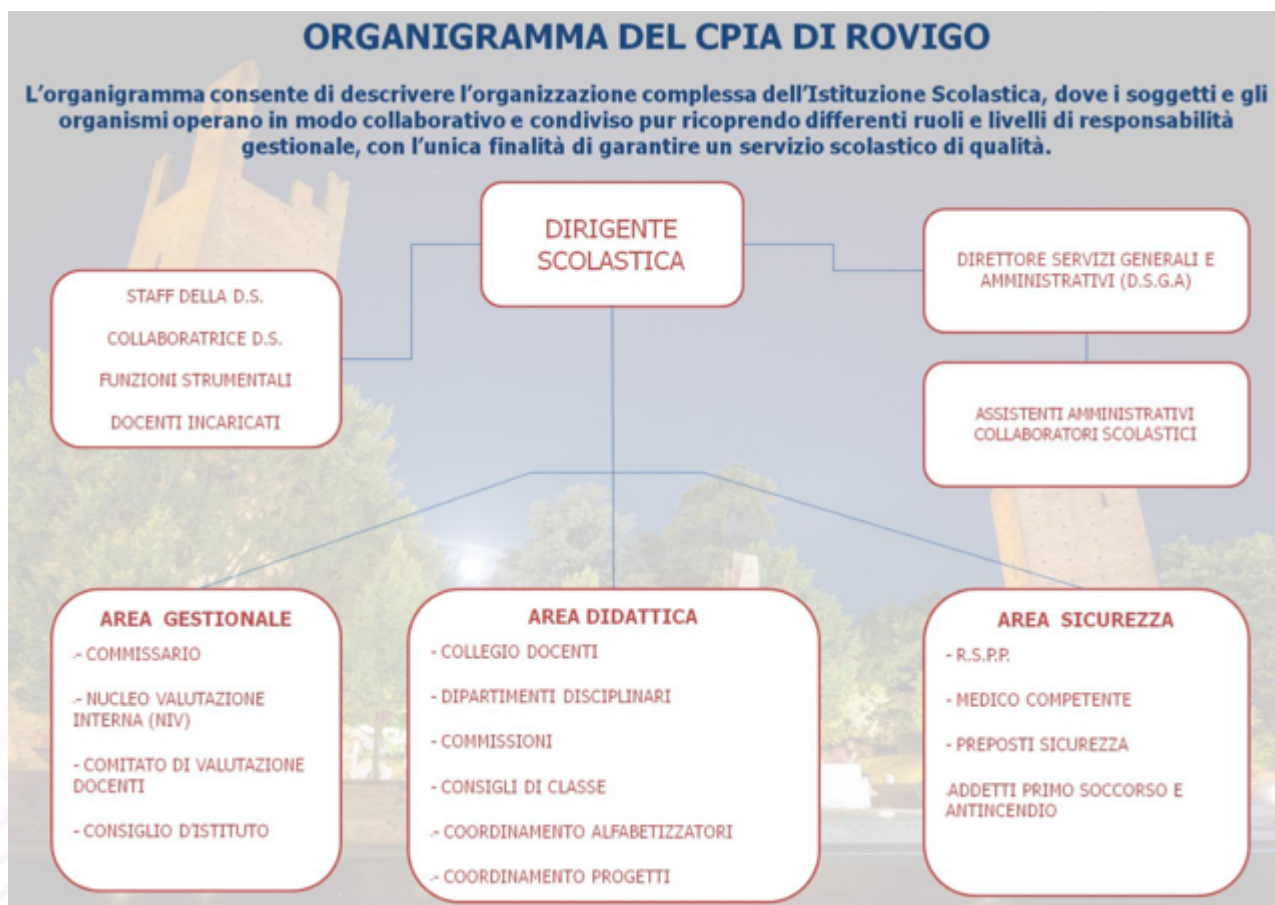 ORGANIGRAMMA DEL CPIA DI ROVIGO
L'organigramma consente di descrivere l'organizzazione complessa dell'Istituzione Scolastica, dove i soggetti e gli
organismi operano in modo collaborativo e condiviso pur ricoprendo differenti ruoli e livelli di responsabilità
gestionale, con l'unica finalità di garantire un servizio scolastico di qualità.
DIRIGENTE
SCOLASTICA
DIRETTORE SERVIZI GENERALI E
AMMINISTRATIVI (D.S.G.A)
STAFF DELLA D.S.
COLLABORATRICE D.S.
FUNZIONI STRUMENTALI
DOCENTI INCARICATI
ASSISTENTI AMMINISTRATIVI
COLLABORATORI SCOLASTICI
AREA GESTIONALE
.- COMMISSARIO
.- NUCLEO VALUTAZIONE
INTERNA (NIV)
- COMITATO DI VALUTAZIONE
DOCENTI
- CONSIGLIO D'ISTITUTO
AREA DIDATTICA
- COLLEGIO DOCENTI
- DIPARTIMENTI DISCIPLINARI
- COMMISSIONI
- CONSIGLI DI CLASSE
.- COORDINAMENTO ALFABETIZZATORI
.- COORDINAMENTO PROGETTI
AREA SICUREZZA
- R.S.P.P.
- MEDICO COMPETENTE
- PREPOSTI SICUREZZA
.ADDETTI PRIMO SOCCORSO E
ANTINCENDIO